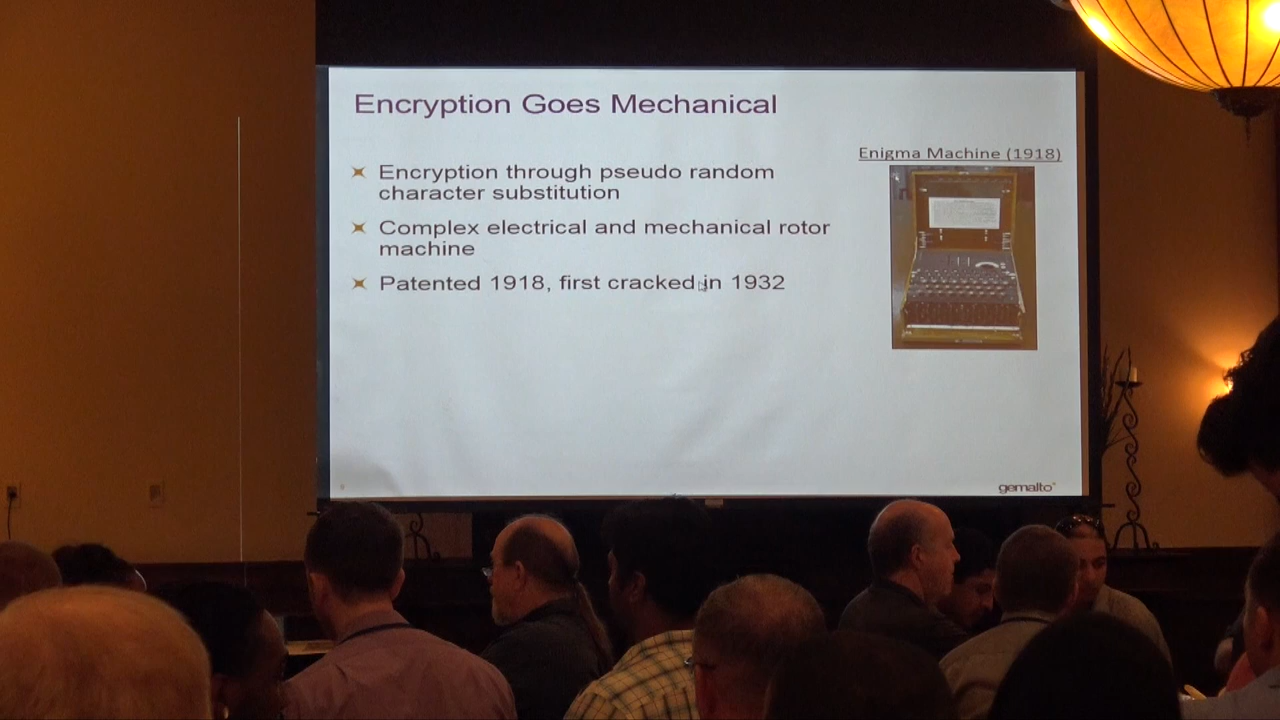 Encryption Goes Mechanical
Enigma Machine (1918)
Encryption through pseudo random
character substitution
Complex electrical and mechanical rotor
machine
Patented 1918, first cracked in 1932
gemalto